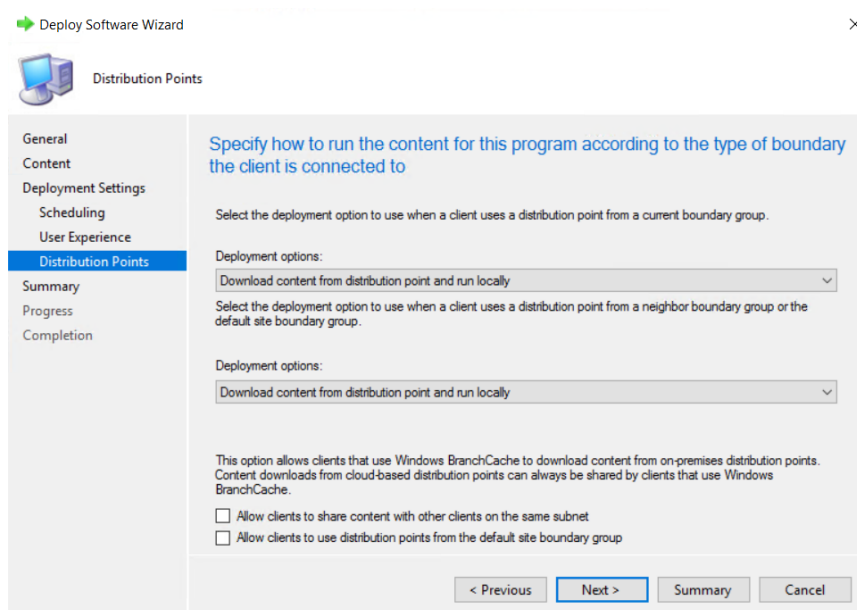 Deploy Software Wizard
Distribution Points
General
Content
Deployment Settings
Scheduling
User Experience
Distribution Points
Summary
Progress
Completion
Specify how to run the content for this program according to the type of boundary
the client is connected to
Select the deployment option to use when a client uses a distribution point from a current boundary group.
Deployment options:
Download content from distribution point and run locally
Select the deployment option to use when a client uses a distribution point from a neighbor boundary group or the
default site boundary group.
Deployment options:
Download content from distribution point and run locally
This option allows clients that use Windows BranchCache to download content from on-premises distribution points.
Content downloads from cloud-based distribution points can always be shared by clients that use Windows
BranchCache.
Allow clients to share content with other clients on the same subnet
Allow clients to use distribution points from the default site boundary group
< Previous
Next >
Summary
Cancel